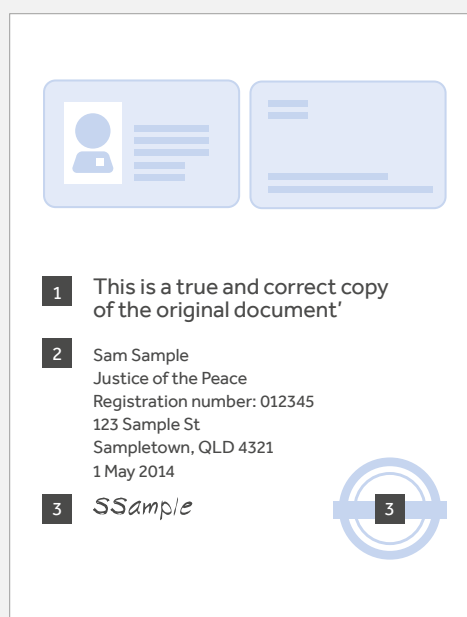 1 This is a true and correct copy
of the original document’
2 Sam Sample
Justice of the Peace
Registration number: 012345
123 Sample St
Sampletown, QLD 4321
1 May 2014
3 SSample 3